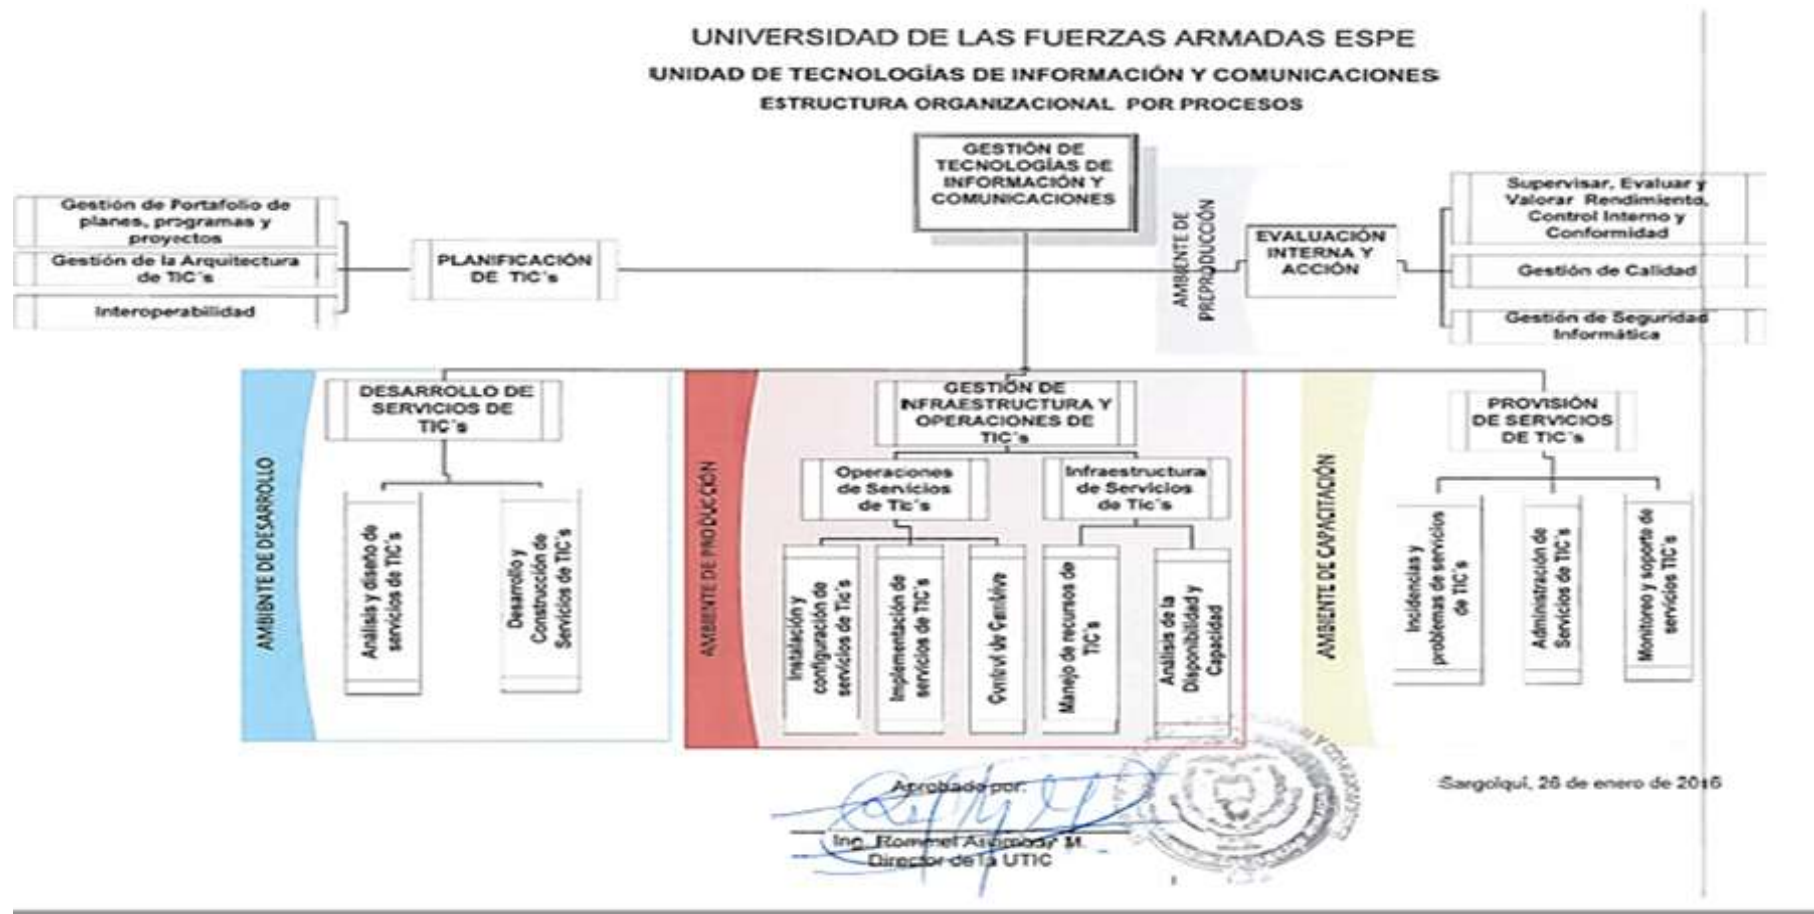 UNIVERSIDAD DE LAS FUERZAS ARMADAS ESPE
UNIDAD DE TECNOLOGÍAS DE INFORMACIÓN Y COMUNICACIONES
ESTRUCTURA ORGANIZACIONAL POR PROCESOS
GESTIÓN DE
TECNOLOGÍAS DE
INFORMACIÓN Y
COMUNICACIONES
Gestión de Portafolio de
planes, programas y
proyectos
Gestión de la Arquitectura
de TIC's
Interoperabilidad
PLANIFICACIÓN
DE TIC's
AMBIENTE DE
PREPRODUCCIÓN
EVALUACIÓN
INTERNA Y
ACCIÓN
Supervisar, Evaluar y
Valorar Rendimiento,
Control Interno y
Conformidad
Gestión de Calidad
Gestión de Seguridad
Informática
AMBIENTE DE DESARROLLO
DESARROLLO DE
SERVICIOS DE
TIC's
Análisis y diseño de
servicios de TIC's
Desarrollo y
Construcción de
Servicios de TIC's
AMBIENTE DE PRODUCCIÓN
GESTIÓN DE
INFRAESTRUCTURA Y
OPERACIONES DE
TIC's
Operaciones
de Servicios
de Tic's
Infraestructura
de Servicios
de Tic's
Instalación y
configuración de
servicios de Tic's
Implementación de
servicios de TIC's
Control de Cambios
Manejo de recursos de
TIC's
Análisis de la
Disponibilidad y
Capacidad
AMBIENTE DE CAPACITACIÓN
PROVISIÓN
DE SERVICIOS
DE TIC's
Incidencias y
problemas de servicios
de TIC's
Administración de
Servicios de TIC's
Monitoreo y soporte de
servicios TIC's
Aprobado por:
Ing. Rommel M.
Director de la UTIC
Sangolquí, 26 de enero de 2016